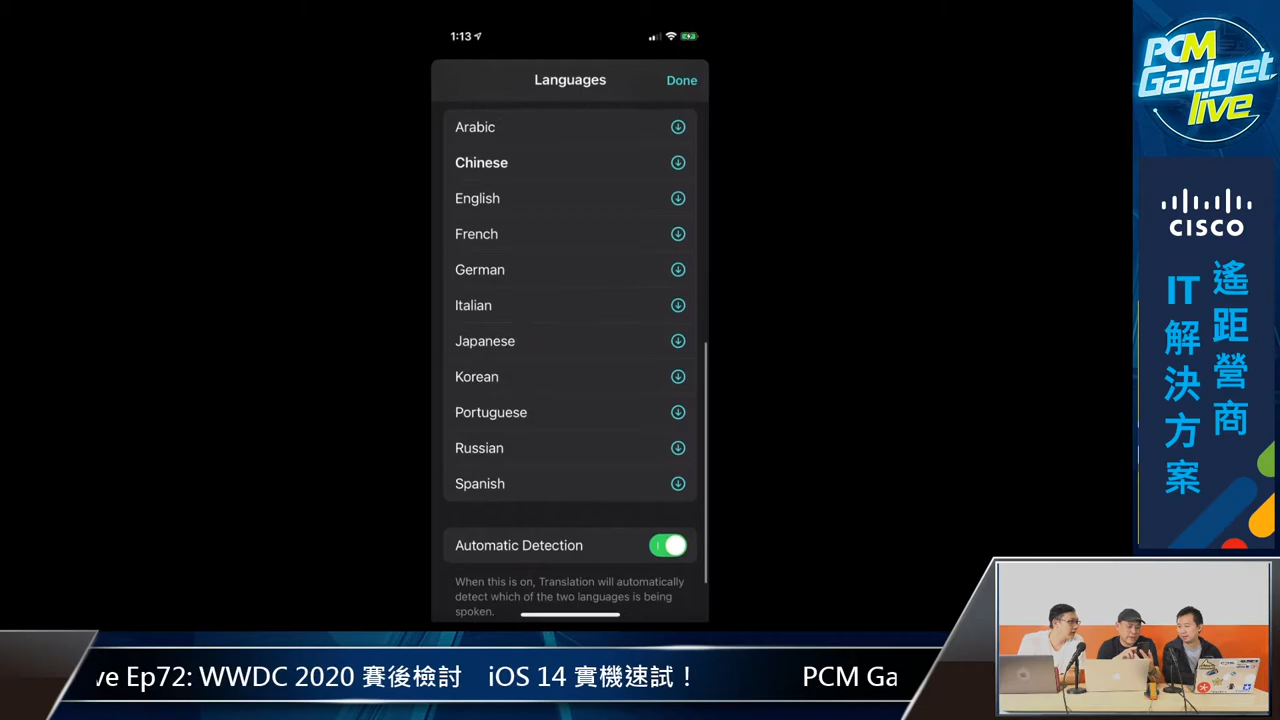 1:13
Languages
Done
Arabic
Chinese
English
French
German
Italian
Japanese
Korean
Portuguese
Russian
Spanish
Automatic Detection
When this is on, Translation will automatically
detect which of the two languages is being
spoken.
PCM
Gadget
live
CISCO
遙距營商
IT解決方案
ve Ep72: WWDC 2020 賽後檢討 iOS 14 實機速試！ PCM Ga